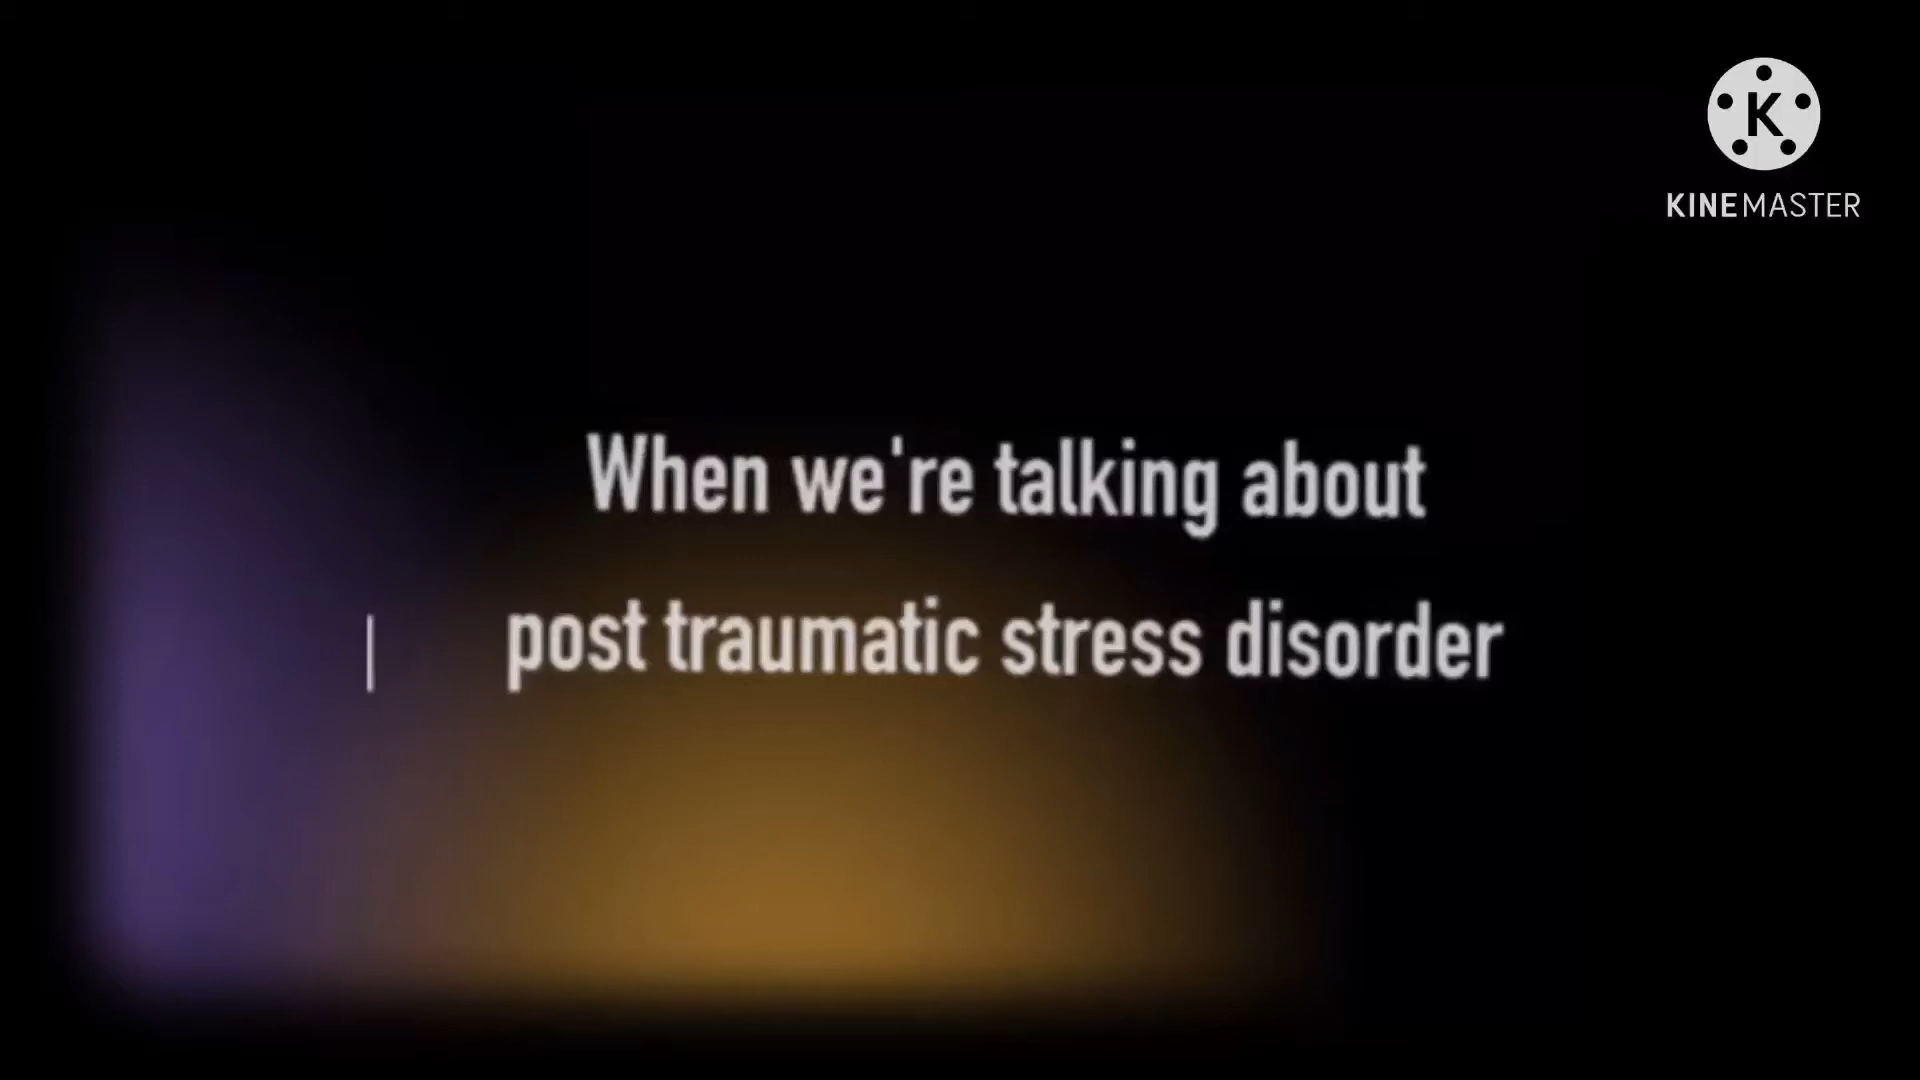 K
KINEMASTER
When we're talking about
post traumatic stress disorder